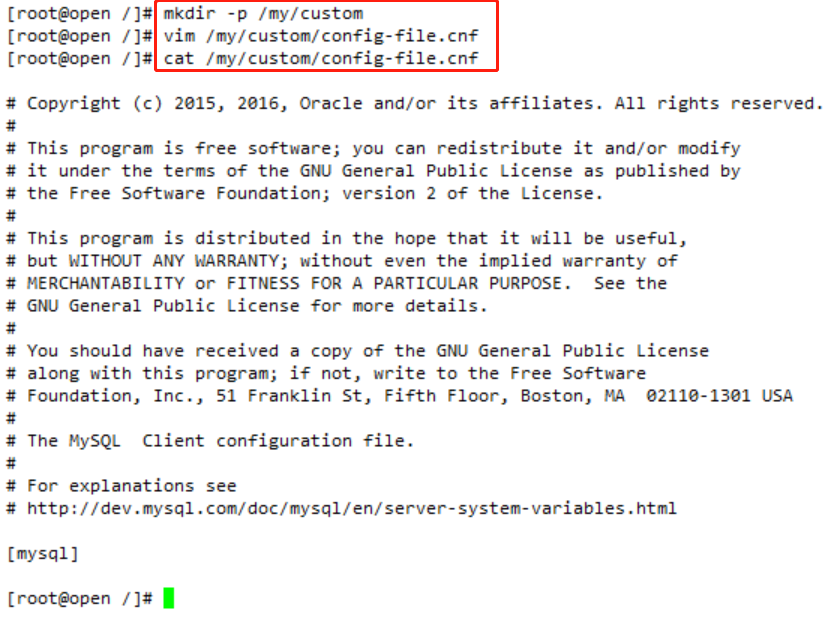 [root@open /]# mkdir -p /my/custom
[root@open /]# vim /my/custom/config-file.cnf
[root@open /]# cat /my/custom/config-file.cnf
# Copyright (c) 2015, 2016, Oracle and/or its affiliates. All rights reserved.
#
# This program is free software; you can redistribute it and/or modify
# it under the terms of the GNU General Public License as published by
# the Free Software Foundation; version 2 of the License.
#
# This program is distributed in the hope that it will be useful,
# but WITHOUT ANY WARRANTY; without even the implied warranty of
# MERCHANTABILITY or FITNESS FOR A PARTICULAR PURPOSE.  See the
# GNU General Public License for more details.
#
# You should have received a copy of the GNU General Public License
# along with this program; if not, write to the Free Software
# Foundation, Inc., 51 Franklin St, Fifth Floor, Boston, MA  02110-1301 USA
#
# The MySQL  Client configuration file.
#
# For explanations see
# http://dev.mysql.com/doc/mysql/en/server-system-variables.html
[mysql]
[root@open /]#